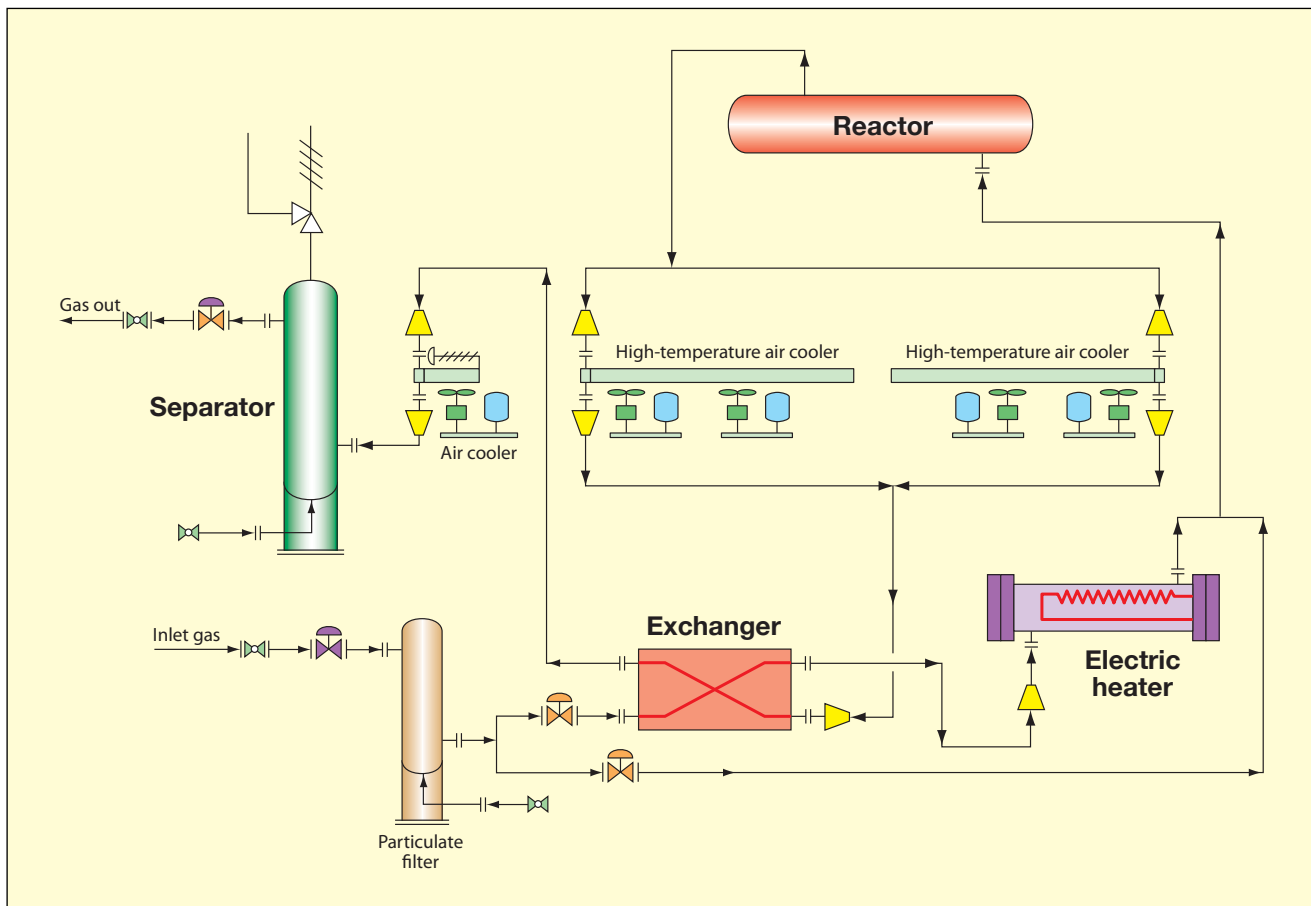 Reactor
Gas out
High-temperature air cooler
High-temperature air cooler
Separator
Air cooler
Inlet gas
Exchanger
Electric
heater
Particulate
filter